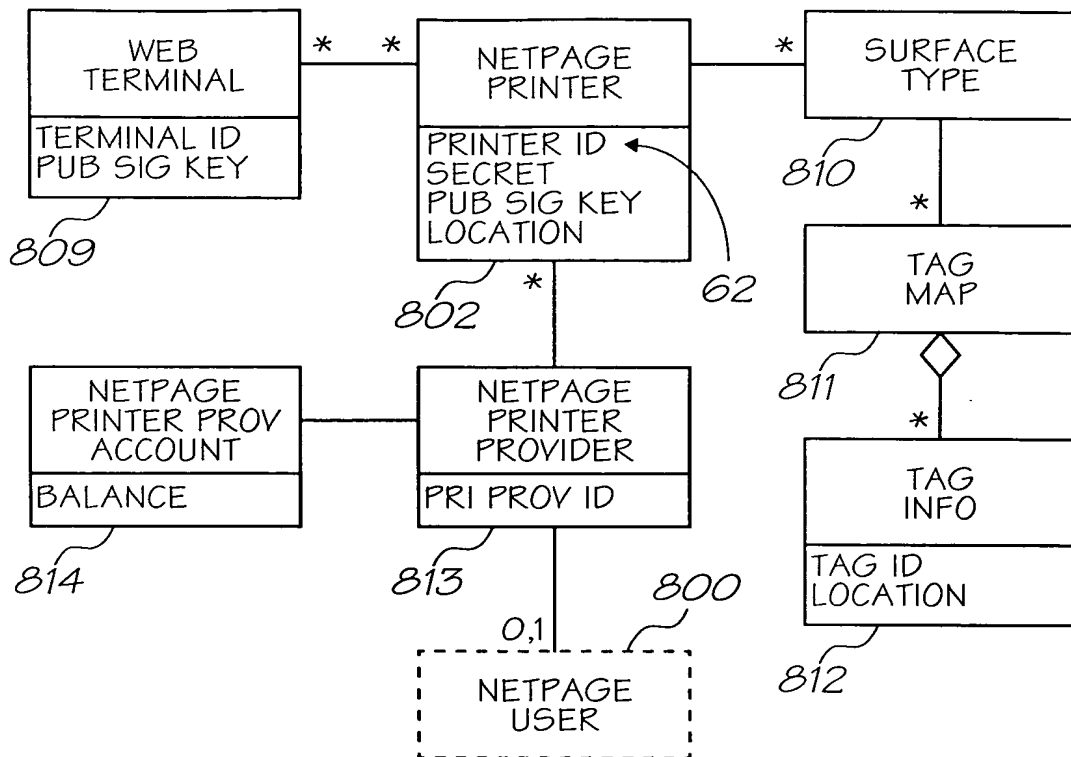 WEB
TERMINAL
TERMINAL ID
PUB SIG KEY
809
*
*
NETPAGE
PRINTER
PRINTER ID
SECRET
PUB SIG KEY
LOCATION
802
62
*
*
SURFACE
TYPE
810
*
TAG
MAP
811
*
TAG
INFO
TAG ID
LOCATION
812
NETPAGE
PRINTER PROV
ACCOUNT
BALANCE
814
NETPAGE
PRINTER
PROVIDER
PRI PROV ID
813
0,1
800
NETPAGE
USER